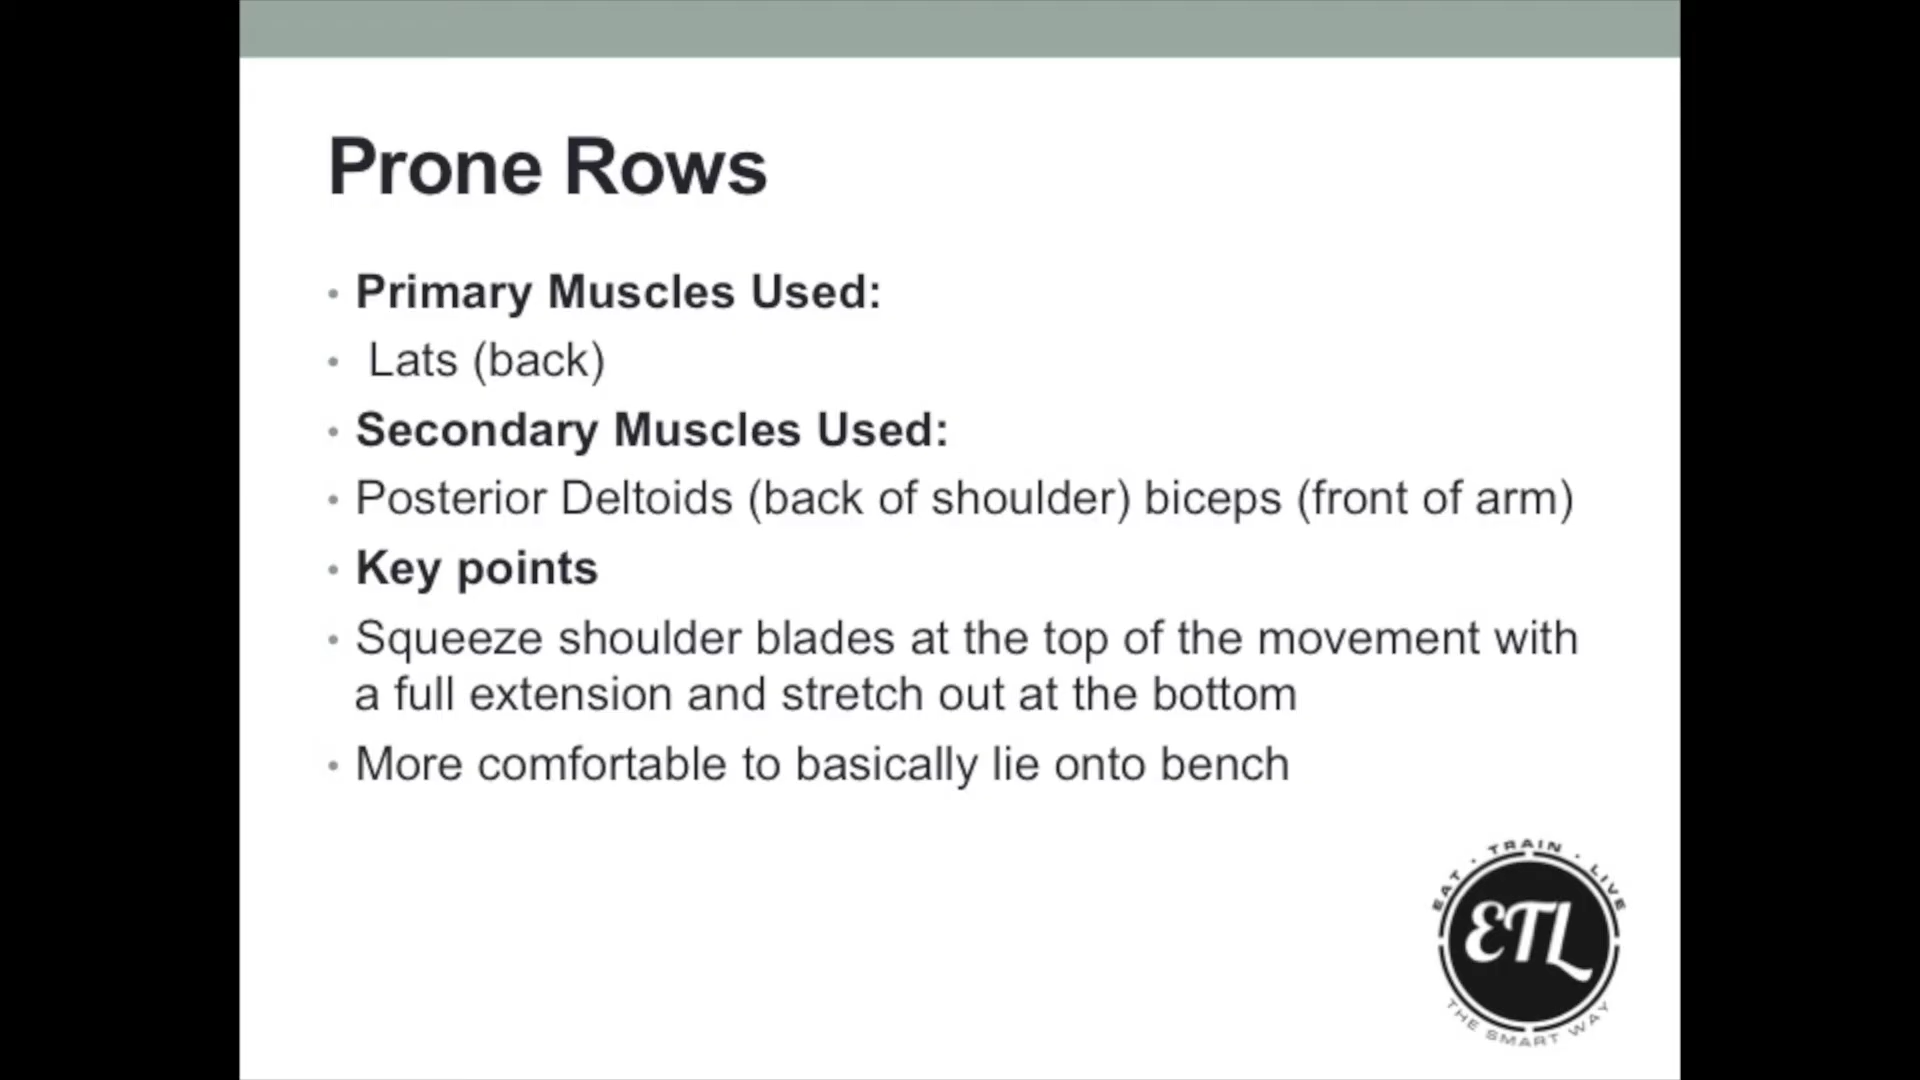 Prone Rows
• Primary Muscles Used:
• Lats (back)
• Secondary Muscles Used:
• Posterior Deltoids (back of shoulder) biceps (front of arm)
• Key points
• Squeeze shoulder blades at the top of the movement with
a full extension and stretch out at the bottom
• More comfortable to basically lie onto bench
EAT · TRAIN · LIVE
ETL
THE SMART WAY